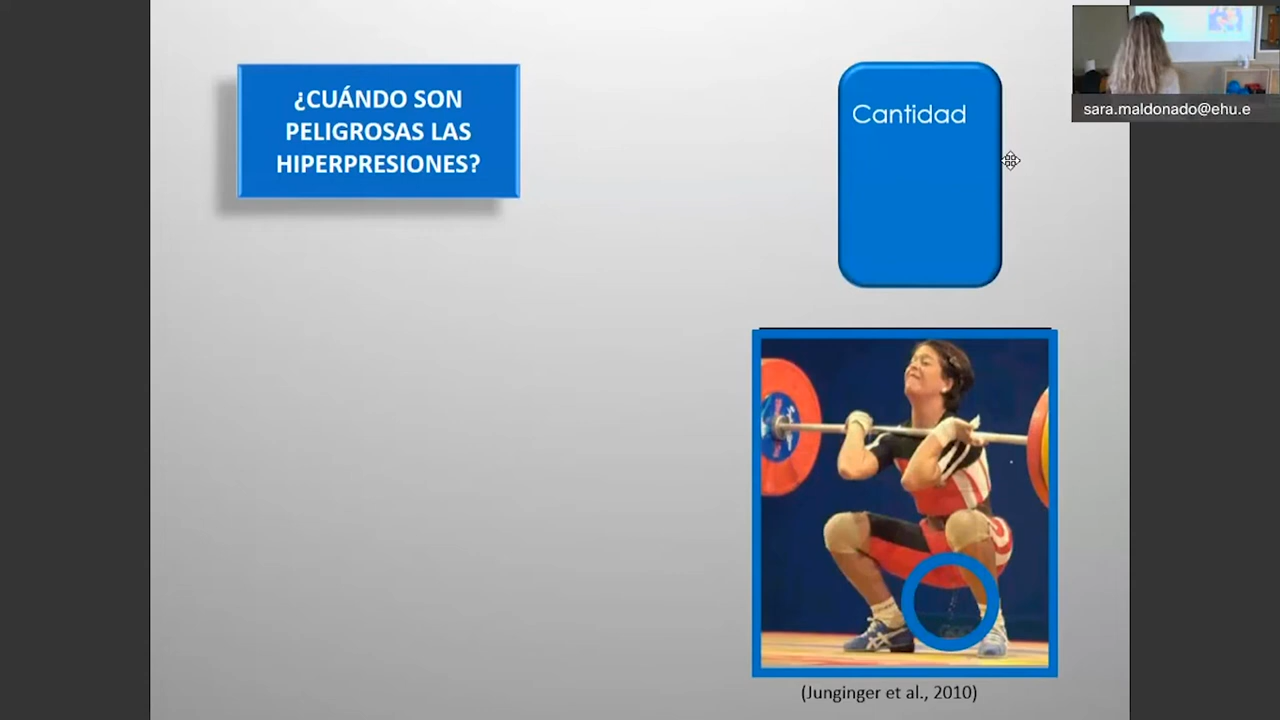 ¿CUÁNDO SON
PELIGROSAS LAS
HIPERPRESIONES?
Cantidad
sara.maldonado@ehu.e
(Junginger et al., 2010)